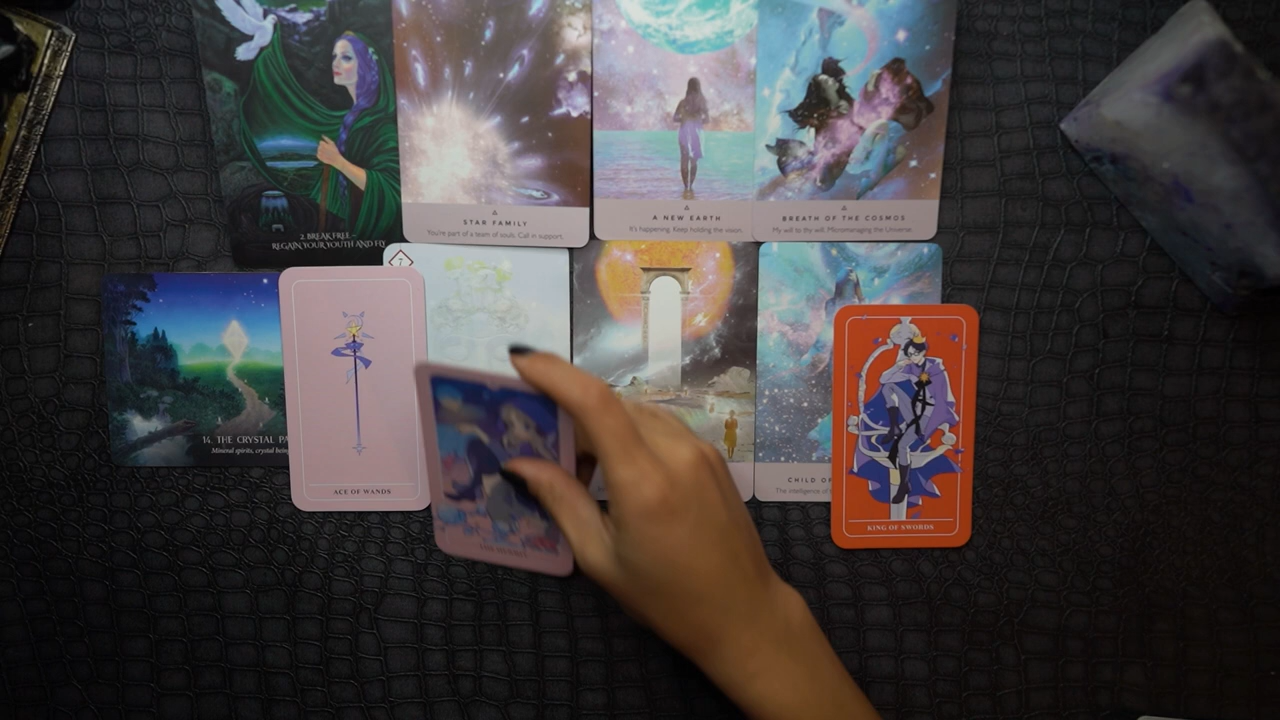 2. BREAK FREE –
REGAIN YOUR YOUTH AND FLY
STAR FAMILY
You're part of a team of souls. Call in support.
A NEW EARTH
It's happening. Keep holding the vision.
BREATH OF THE COSMOS
My will to thy will. Micromanaging the Universe.
7
14. THE CRYSTAL PA
Mineral spirits, crystal being
ACE OF WANDS
CHILD OF
The intelligence of
KING OF SWORDS